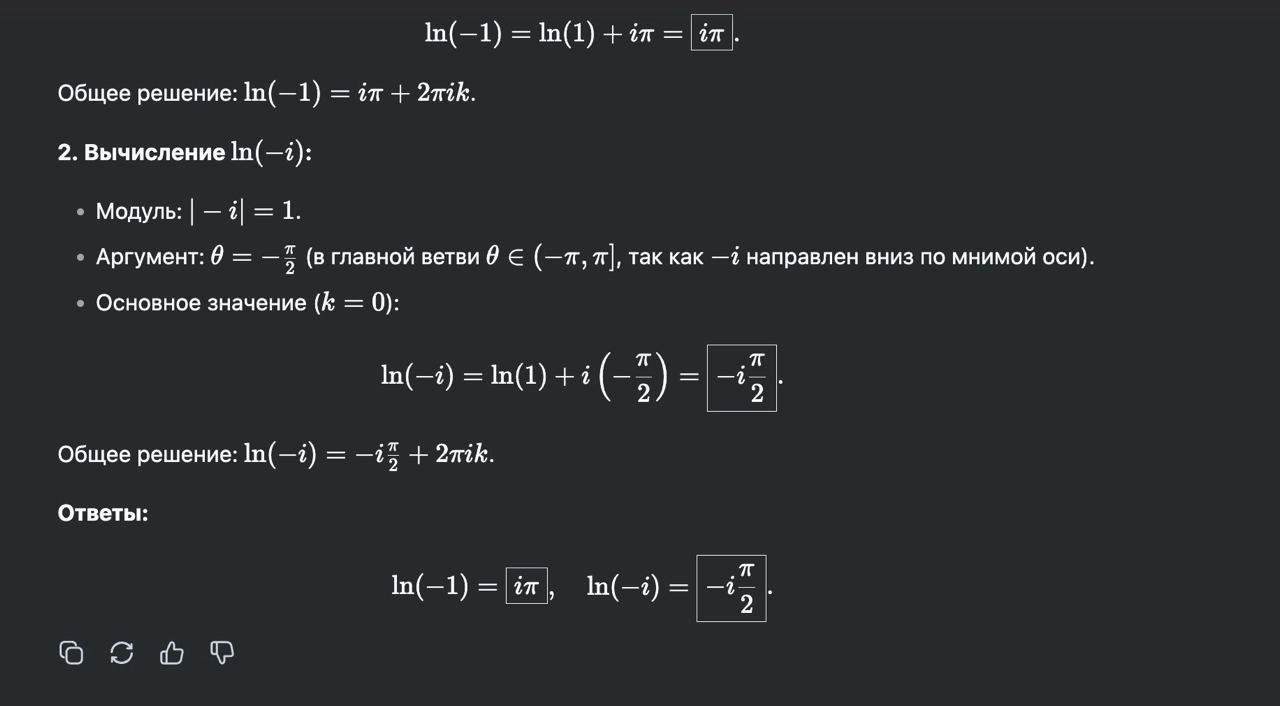 ln(−1) = ln(1) + iπ = iπ.
Общее решение: ln(−1) = iπ + 2πik.
2. Вычисление ln(−i):
• Модуль: | − i| = 1.
• Аргумент: θ = −π/2 (в главной ветви θ ∈ (−π, π], так как −i направлен вниз по мнимой оси).
• Основное значение (k = 0):
ln(−i) = ln(1) + i(−π/2) = −iπ/2.
Общее решение: ln(−i) = −iπ/2 + 2πik.
Ответы:
ln(−1) = iπ, ln(−i) = −iπ/2.